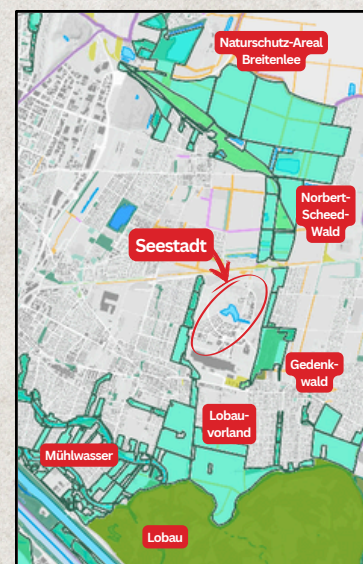 Naturschutz-Areal
Breitenlee
Norbert-
Scheed-
Wald
Seestadt
Gedenk-
wald
Lobau-
vorland
Mühlwasser
Lobau